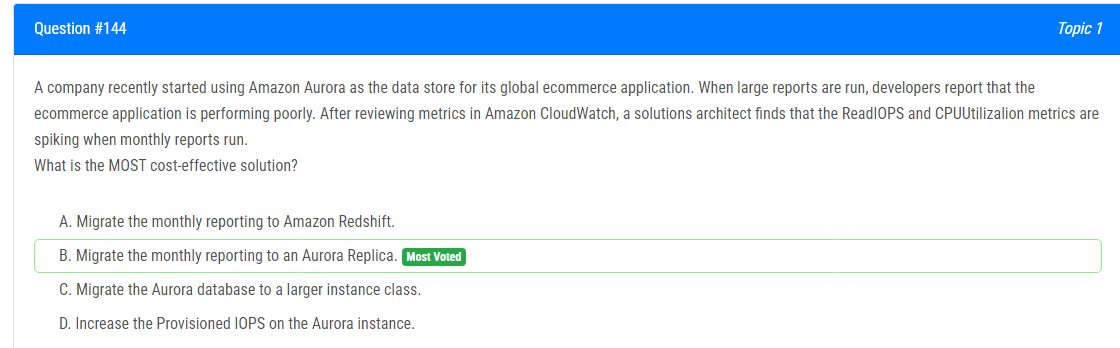 Question #144
Topic 1
A company recently started using Amazon Aurora as the data store for its global ecommerce application. When large reports are run, developers report that the
ecommerce application is performing poorly. After reviewing metrics in Amazon CloudWatch, a solutions architect finds that the ReadIOPS and CPUUtilizalion metrics are
spiking when monthly reports run.
What is the MOST cost-effective solution?
A. Migrate the monthly reporting to Amazon Redshift.
B. Migrate the monthly reporting to an Aurora Replica. Most Voted
C. Migrate the Aurora database to a larger instance class.
D. Increase the Provisioned IOPS on the Aurora instance.